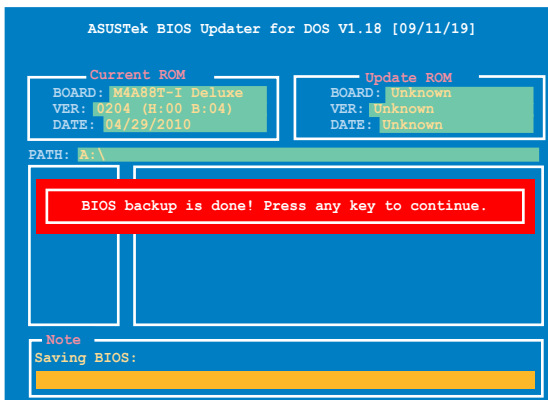 ASUSTek BIOS Updater for DOS V1.18 [09/11/19]
Current ROM
BOARD: M4A88T-I Deluxe
VER: 0204 (H:00 B:04)
DATE: 04/29/2010
Update ROM
BOARD: Unknown
VER: Unknown
DATE: Unknown
PATH: A:\
BIOS backup is done! Press any key to continue.
Note
Saving BIOS: